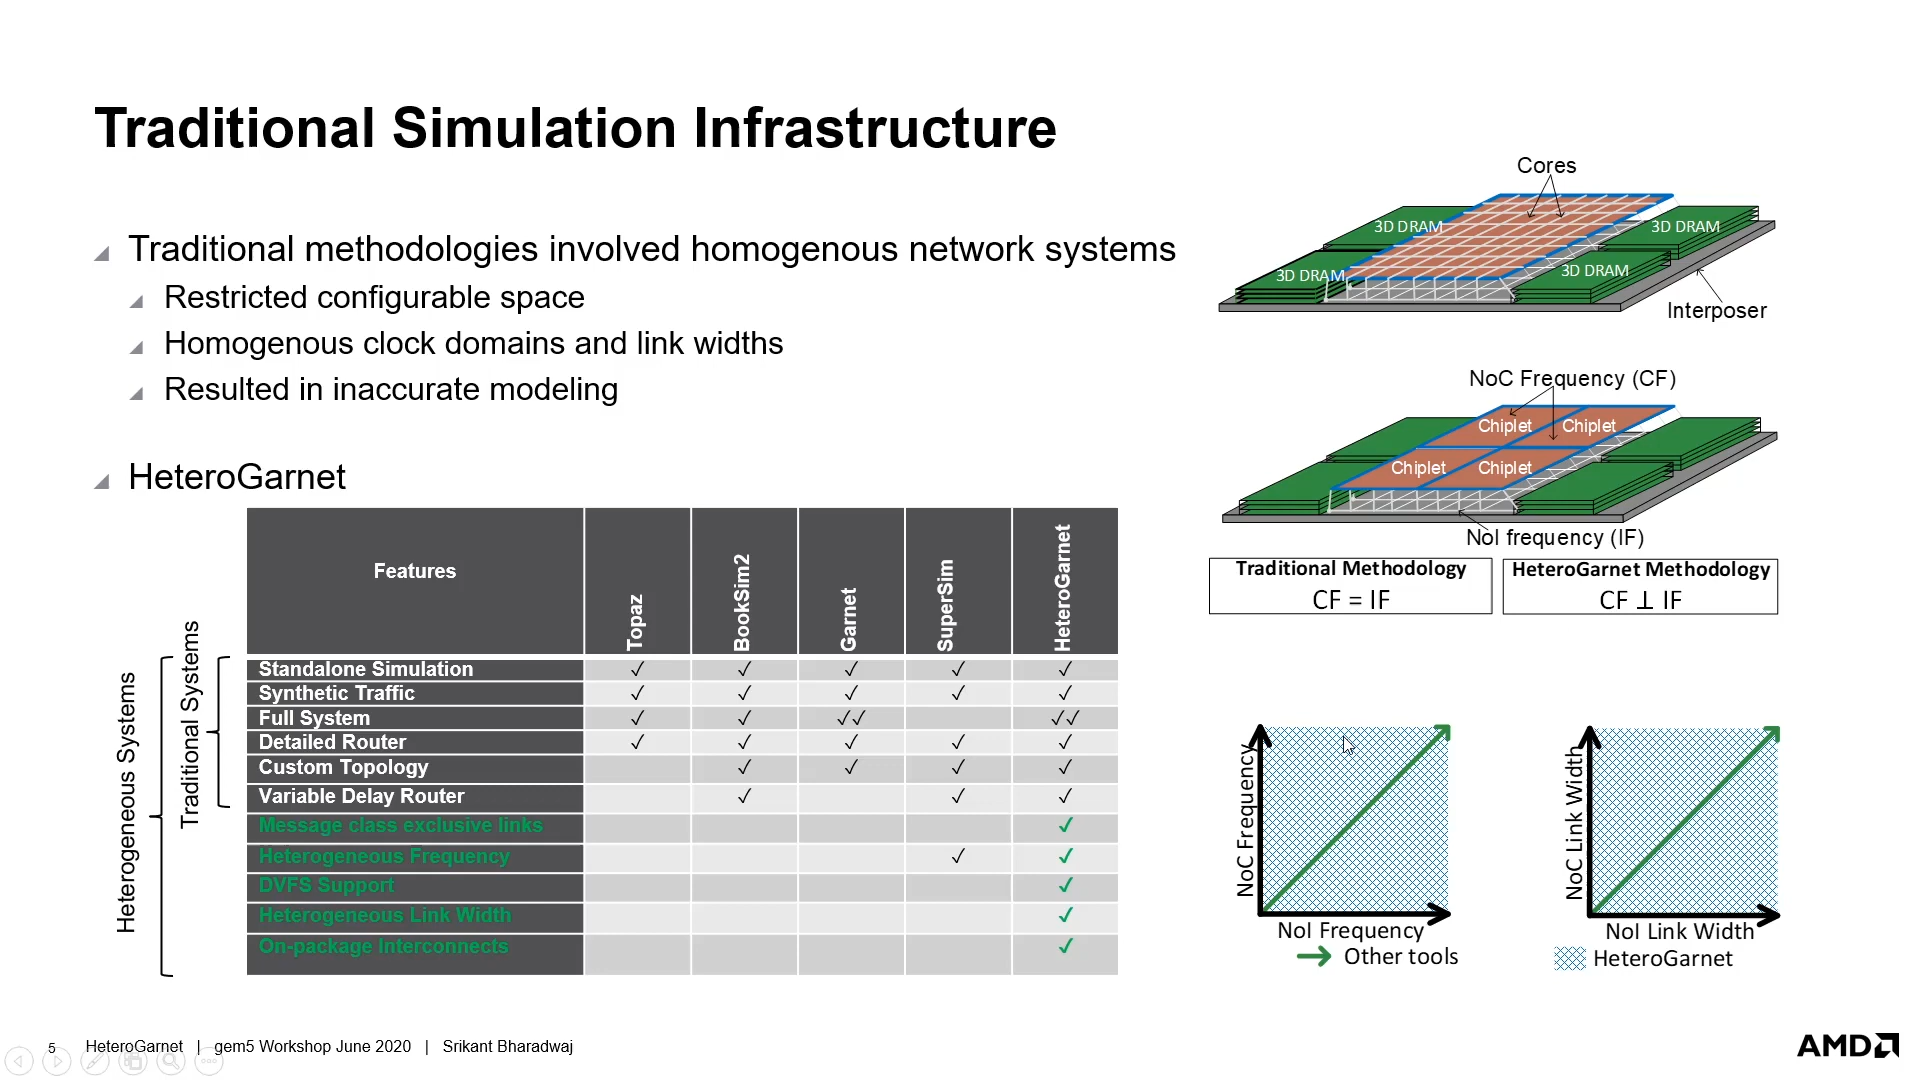 Traditional Simulation Infrastructure
Traditional methodologies involved homogenous network systems
Restricted configurable space
Homogenous clock domains and link widths
Resulted in inaccurate modeling
HeteroGarnet
Features
Topaz
BookSim2
Garnet
SuperSim
HeteroGarnet
Heterogeneous Systems
Traditional Systems
Standalone Simulation ✓ ✓ ✓ ✓ ✓
Synthetic Traffic ✓ ✓ ✓ ✓ ✓
Full System ✓ ✓ ✓✓ ✓✓
Detailed Router ✓ ✓ ✓ ✓ ✓
Custom Topology ✓ ✓ ✓ ✓
Variable Delay Router ✓ ✓ ✓
Message class exclusive links ✓
Heterogeneous Frequency ✓ ✓
DVFS Support ✓
Heterogeneous Link Width ✓
On-package Interconnects ✓
Cores
3D DRAM
3D DRAM
3D DRAM
3D DRAM
Interposer
NoC Frequency (CF)
Chiplet
Chiplet
Chiplet
Chiplet
NoI frequency (IF)
Traditional Methodology
CF = IF
HeteroGarnet Methodology
CF ⊥ IF
NoC Frequency
NoI Frequency
NoC Link Width
NoI Link Width
Other tools
HeteroGarnet
5 HeteroGarnet | gem5 Workshop June 2020 | Srikant Bharadwaj
AMD